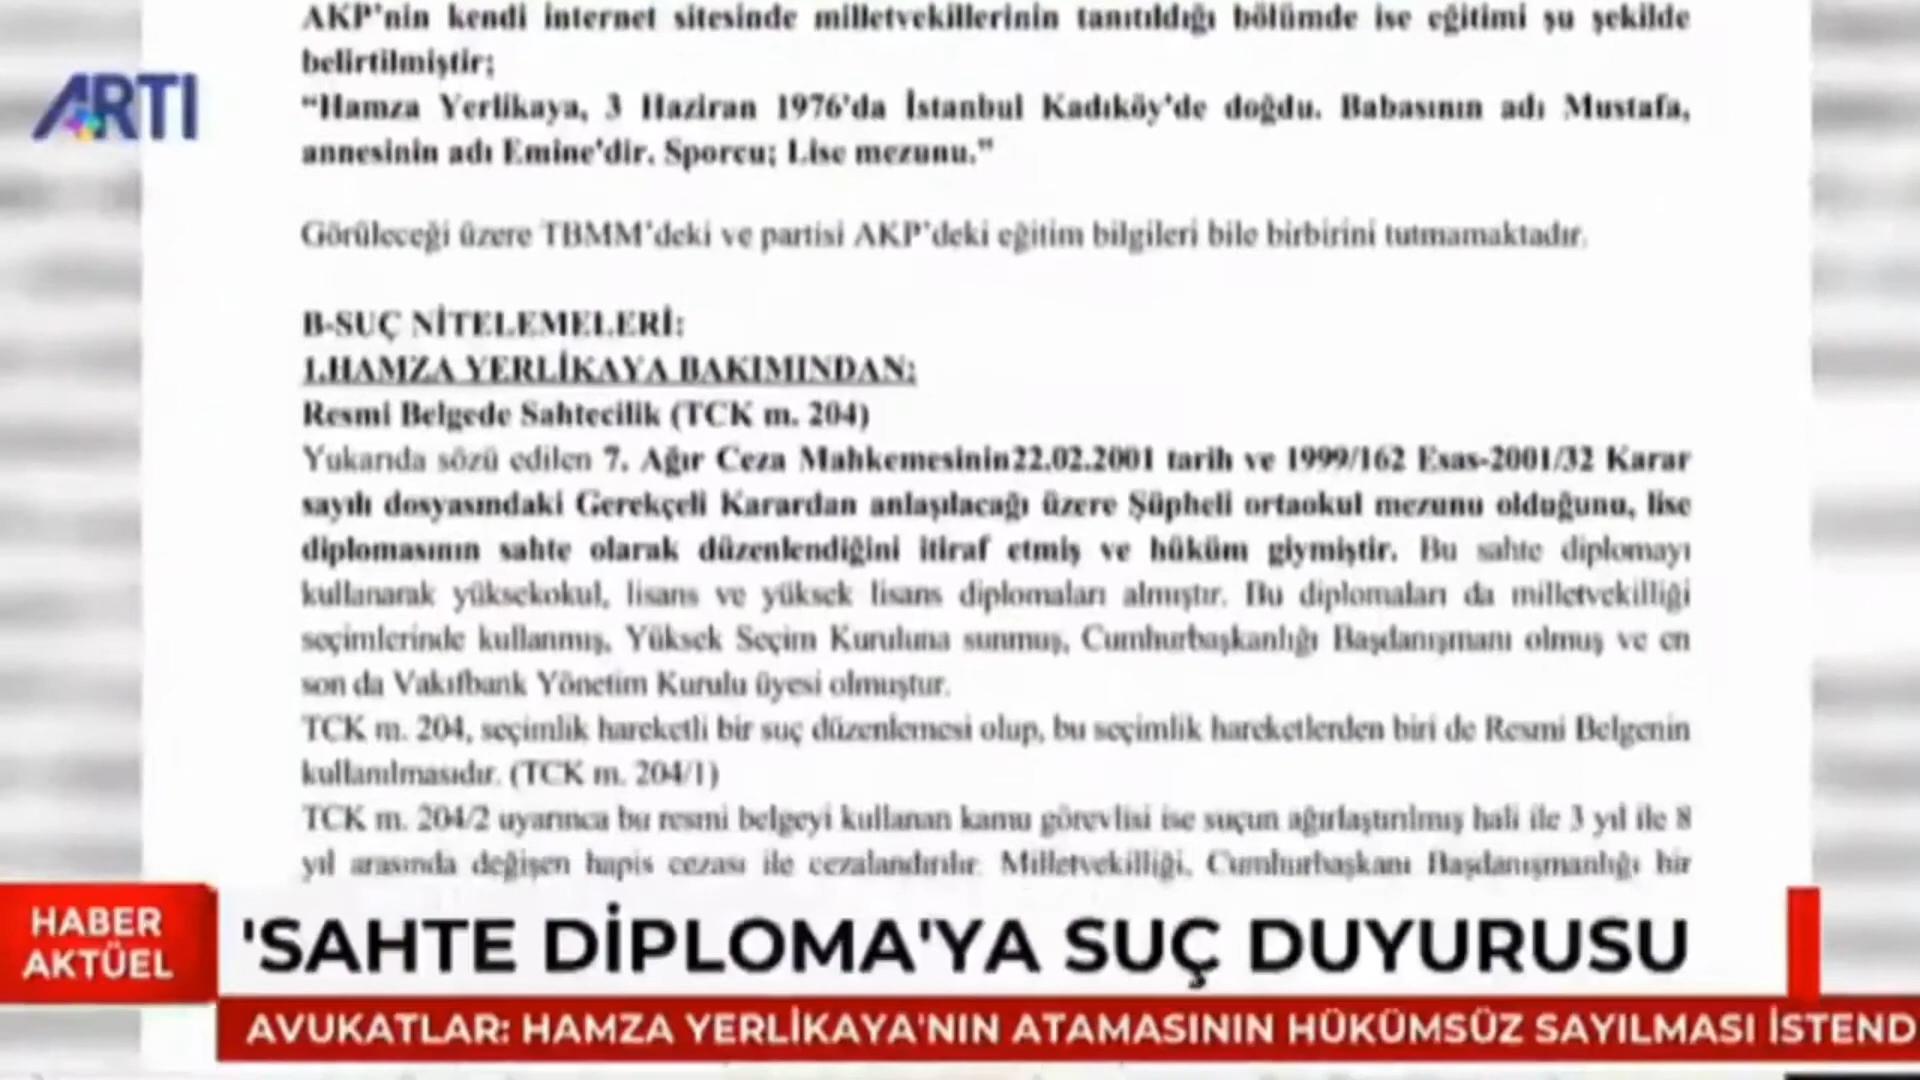 AKP'nin kendi internet sitesinde milletvekillerinin tanıtıldığı bölümde ise eğitimi şu şekilde
belirtilmiştir;
ARTI
“Hamza Yerlikaya, 3 Haziran 1976'da İstanbul Kadıköy'de doğdu. Babasının adı Mustafa,
annesinin adı Emine'dir. Sporcu; Lise mezunu.”
Görüleceği üzere TBMM'deki ve partisi AKP'deki eğitim bilgileri bile birbirini tutmamaktadır.
B-SUÇ NİTELEMELERİ:
1.HAMZA YERLİKAYA BAKIMINDAN:
Resmi Belgede Sahtecilik (TCK m. 204)
Yukarıda sözü edilen 7. Ağır Ceza Mahkemesinin22.02.2001 tarih ve 1999/162 Esas-2001/32 Karar
sayılı dosyasındaki Gerekçeli Karardan anlaşılacağı üzere Şüpheli ortaokul mezunu olduğunu, lise
diplomasının sahte olarak düzenlendiğini itiraf etmiş ve hüküm giymiştir. Bu sahte diplomayı
kullanarak yüksekokul, lisans ve yüksek lisans diplomaları almıştır. Bu diplomaları da milletvekilliği
seçimlerinde kullanmış, Yüksek Seçim Kuruluna sunmuş, Cumhurbaşkanlığı Başdanışmanı olmuş ve en
son da Vakıfbank Yönetim Kurulu üyesi olmuştur.
TCK m. 204, seçimlik hareketli bir suç düzenlemesi olup, bu seçimlik hareketlerden biri de Resmi Belgenin
kullanılmasıdır. (TCK m. 204/1)
TCK m. 204/2 uyarınca bu resmi belgeyi kullanan kamu görevlisi ise suçun ağırlaştırılmış hali ile 3 yıl ile 8
yıl arasında değişen hapis cezası ile cezalandırılır. Milletvekilliği, Cumhurbaşkanı Başdanışmanlığı bir
HABER
AKTÜEL
'SAHTE DİPLOMA'YA SUÇ DUYURUSU
AVUKATLAR: HAMZA YERLİKAYA'NIN ATAMASININ HÜKÜMSÜZ SAYILMASI İSTEND